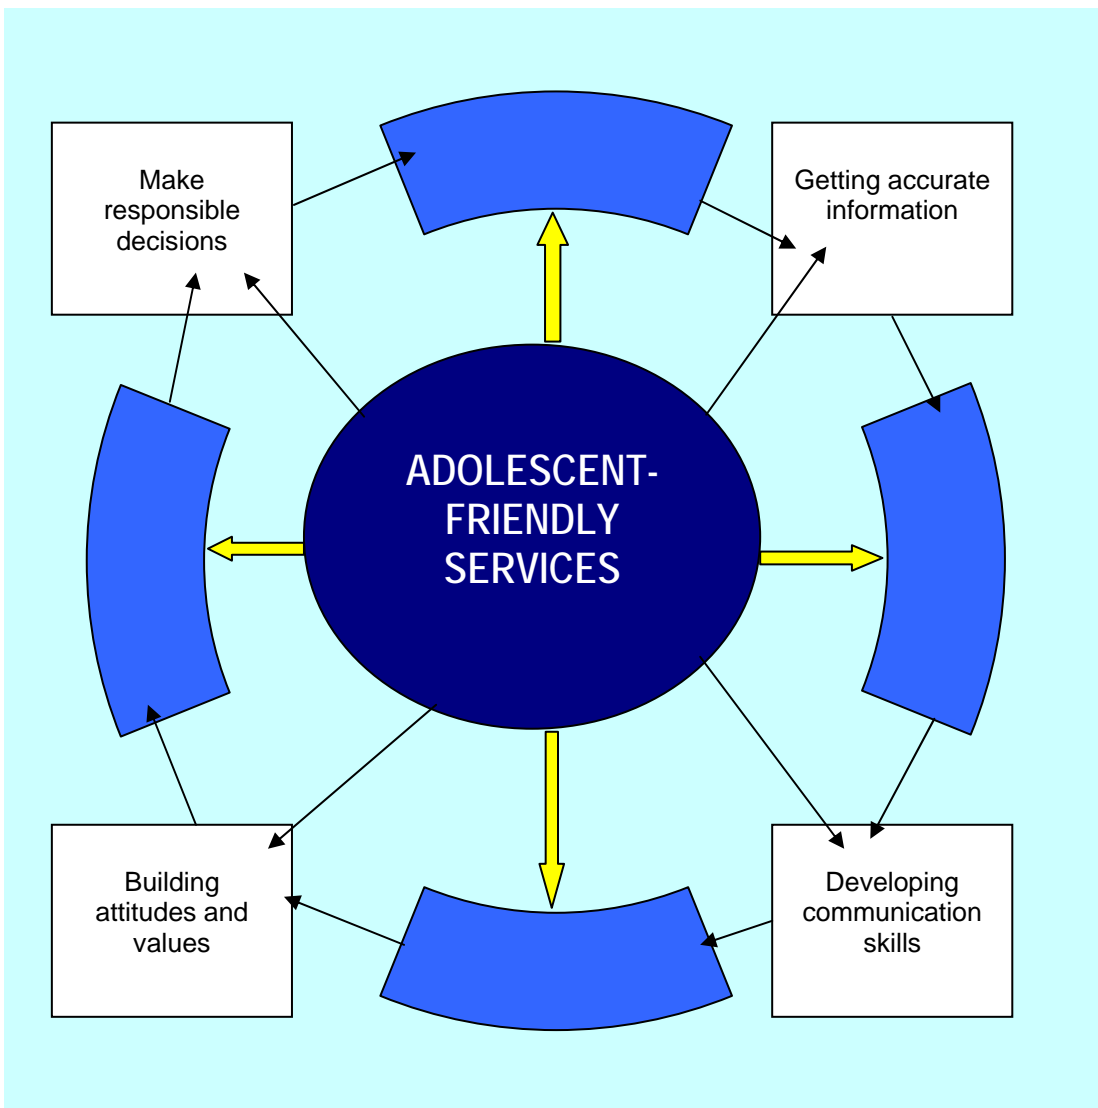 Make
responsible
decisions
Getting accurate
information
ADOLESCENT-
FRIENDLY
SERVICES
Building
attitudes and
values
Developing
communication
skills